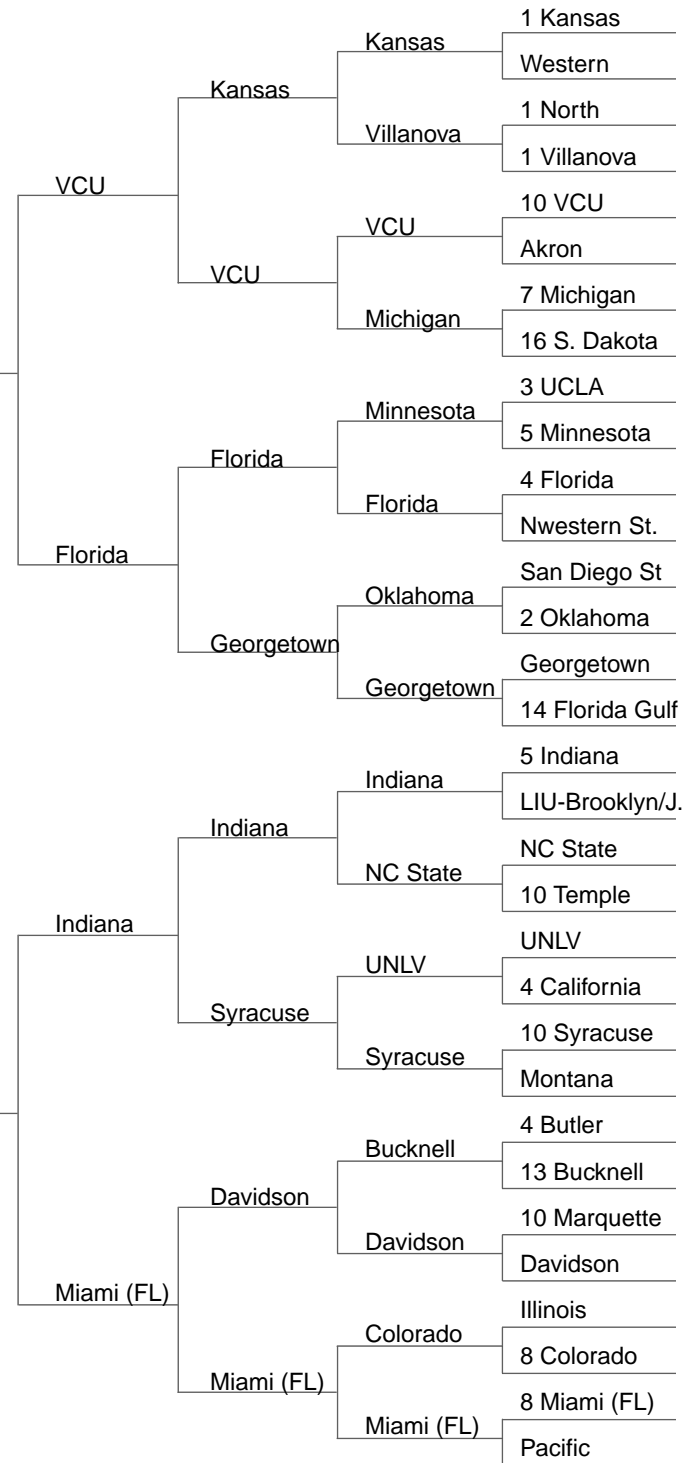 1 Kansas
Kansas
Western
Kansas
1 North
Villanova
1 Villanova
VCU
10 VCU
VCU
Akron
VCU
7 Michigan
Michigan
16 S. Dakota
3 UCLA
Minnesota
5 Minnesota
Florida
4 Florida
Florida
Nwestern St.
Florida
San Diego St
Oklahoma
2 Oklahoma
Georgetown
Georgetown
Georgetown
14 Florida Gulf
5 Indiana
Indiana
LIU-Brooklyn/J.
Indiana
NC State
NC State
10 Temple
Indiana
UNLV
UNLV
4 California
Syracuse
10 Syracuse
Syracuse
Montana
4 Butler
Bucknell
13 Bucknell
Davidson
10 Marquette
Davidson
Davidson
Miami (FL)
Illinois
Colorado
8 Colorado
Miami (FL)
8 Miami (FL)
Miami (FL)
Pacific